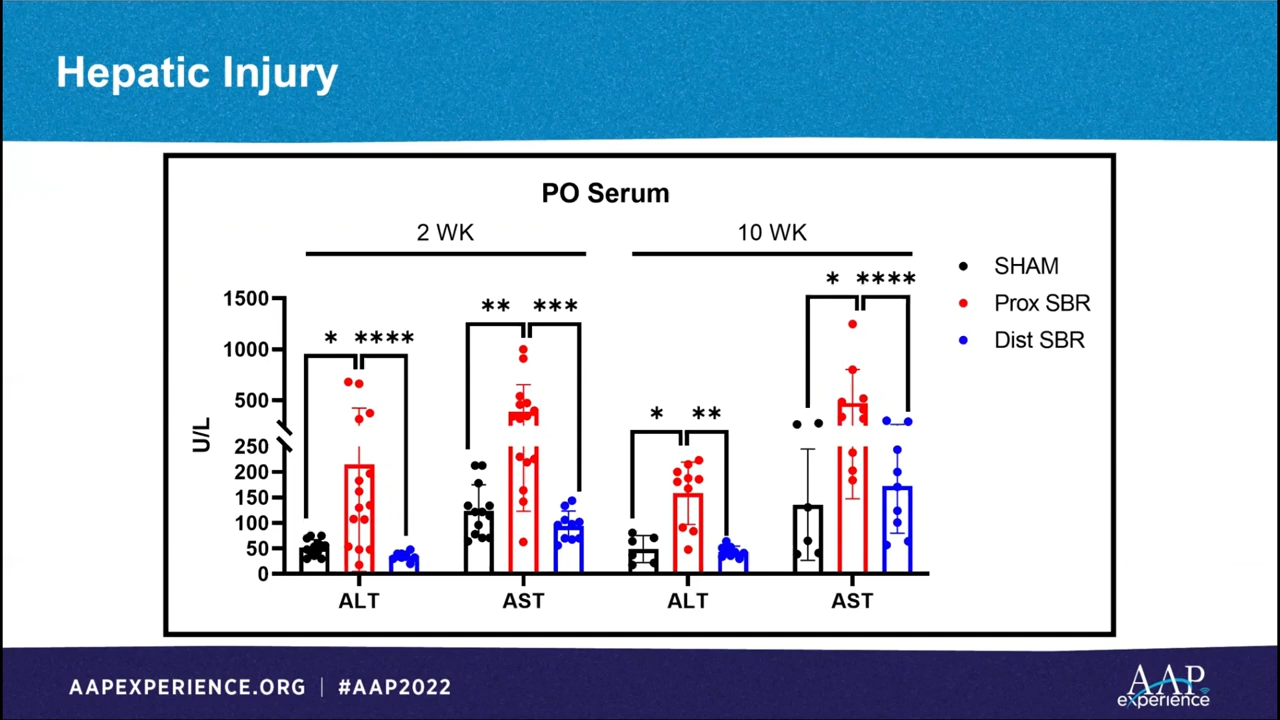 Hepatic Injury
PO Serum
2 WK
10 WK
SHAM
Prox SBR
Dist SBR
* ****
** ***
* **
* ****
U/L
1500
1000
500
250
200
150
100
50
0
ALT
AST
ALT
AST
AAPEXPERIENCE.ORG | #AAP2022
AAP
experience